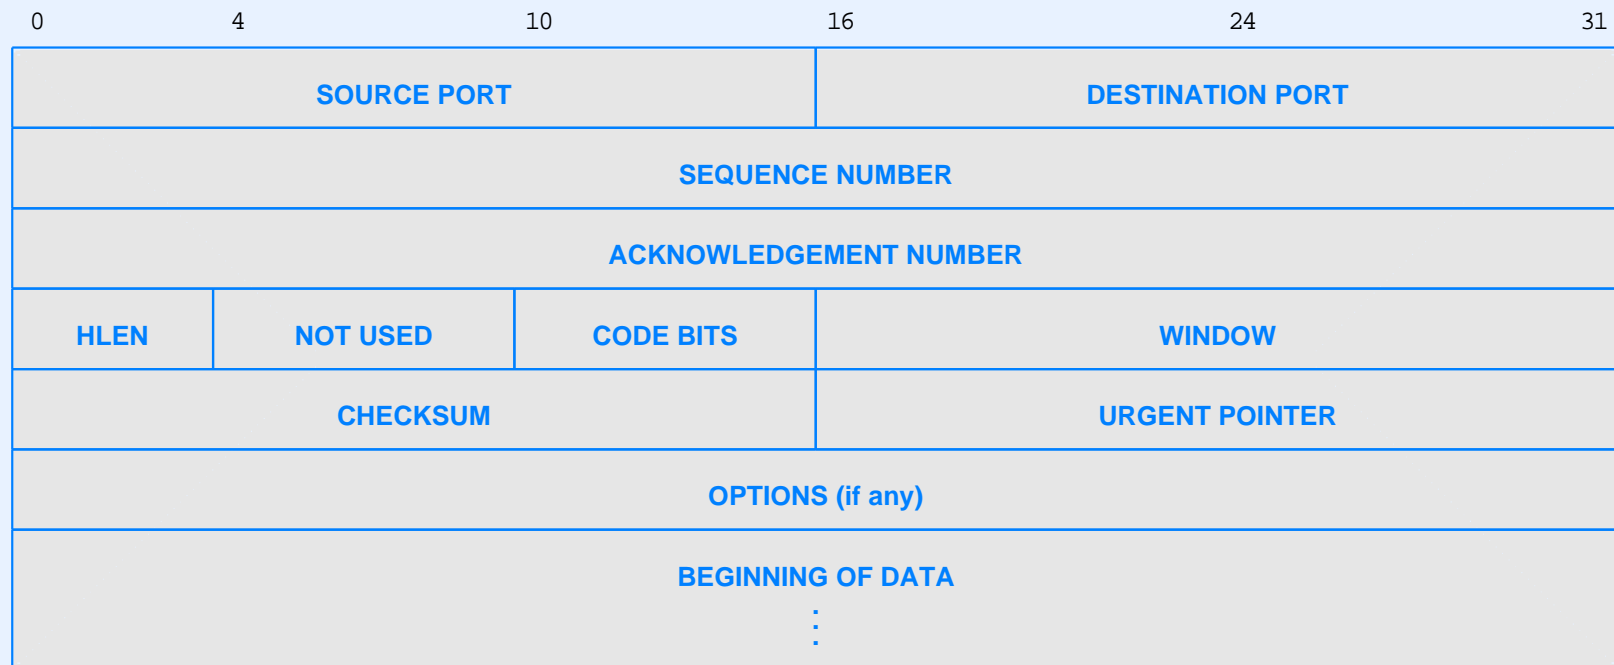 0 4 10 16 24 31
SOURCE PORT DESTINATION PORT
SEQUENCE NUMBER
ACKNOWLEDGEMENT NUMBER
HLEN NOT USED CODE BITS WINDOW
CHECKSUM URGENT POINTER
OPTIONS (if any)
BEGINNING OF DATA